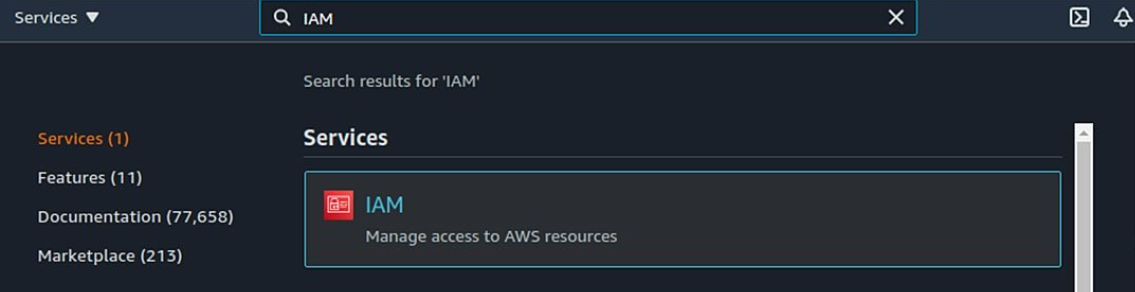 Services ▼
IAM
Search results for 'IAM'
Services (1)
Features (11)
Documentation (77,658)
Marketplace (213)
Services
IAM
Manage access to AWS resources